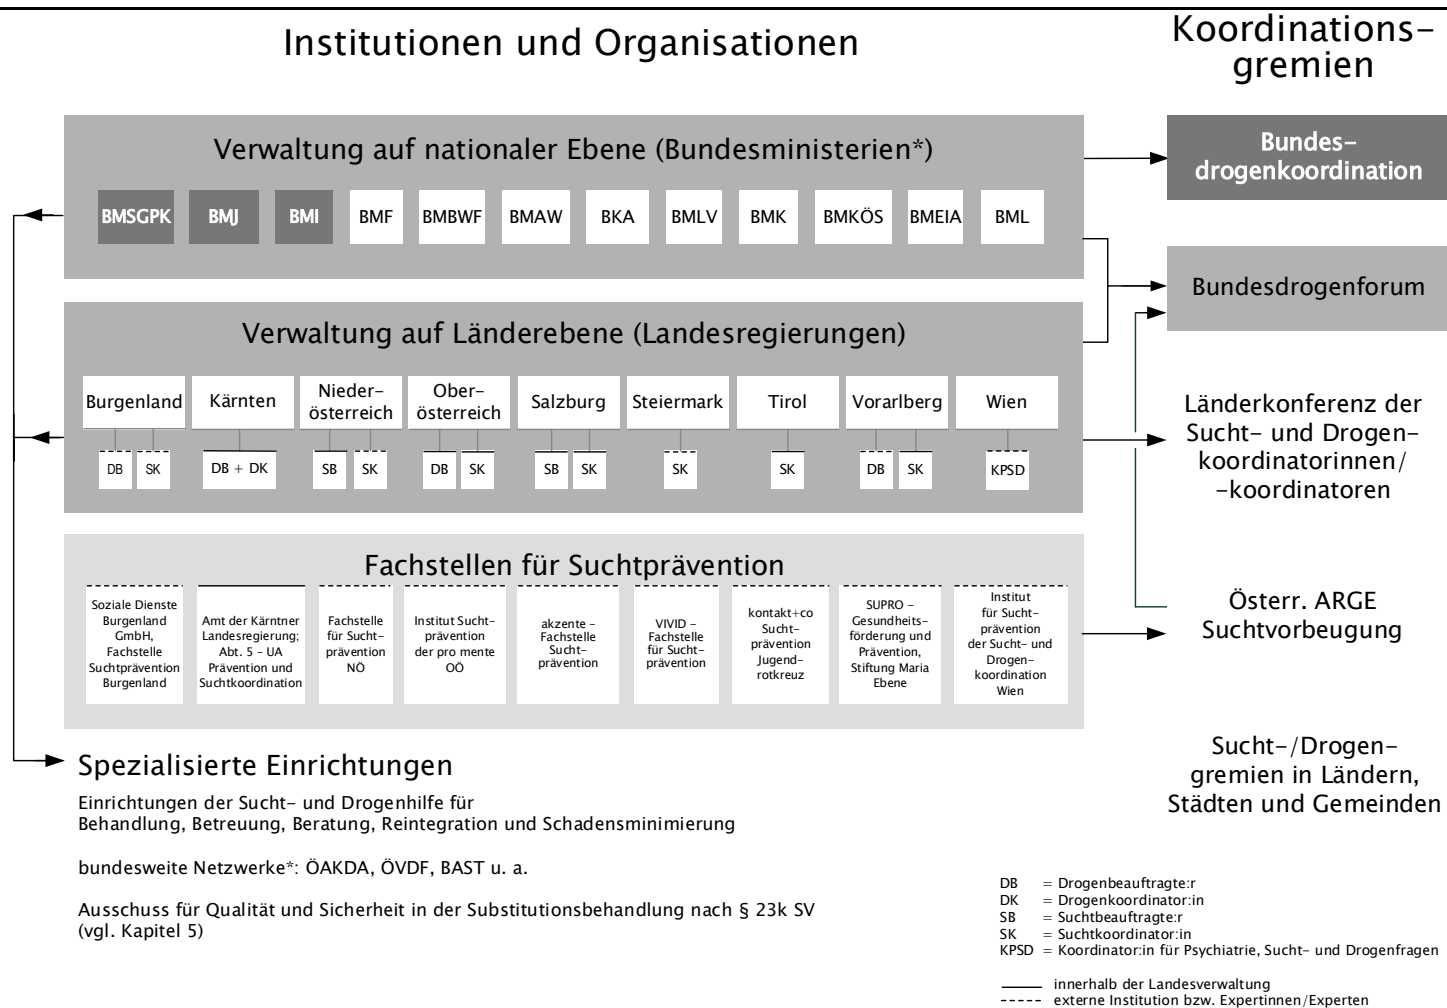 Institutionen und Organisationen
Koordinations-
gremien
Verwaltung auf nationaler Ebene (Bundesministerien*)
BMSGPK
BMJ
BMI
BMF
BMBWF
BMAW
BKA
BMLV
BMK
BMKÖS
BMEIA
BML
Bundes-
drogenkoordination
Bundesdrogenforum
Verwaltung auf Länderebene (Landesregierungen)
Burgenland
Kärnten
Nieder-
österreich
Ober-
österreich
Salzburg
Steiermark
Tirol
Vorarlberg
Wien
DB
SK
DB + DK
SB
SK
DB
SK
SB
SK
SK
SK
DB
SK
KPSD
Länderkonferenz der
Sucht- und Drogen-
koordinatorinnen/
-koordinatoren
Fachstellen für Suchtprävention
Soziale Dienste
Burgenland
GmbH,
Fachstelle
Suchtprävention
Burgenland
Amt der Kärntner
Landesregierung;
Abt. 5 - UA
Prävention und
Suchtkoordination
Fachstelle
für Sucht-
prävention
NÖ
Institut Sucht-
prävention
der pro mente
OÖ
akzente -
Fachstelle
Sucht-
prävention
VIVID -
Fachstelle
für Sucht-
prävention
kontakt+co
Sucht-
prävention
Jugend-
rotkreuz
SUPRO -
Gesundheits-
förderung und
Prävention,
Stiftung Maria
Ebene
Institut
für Sucht-
prävention
der Sucht- und
Drogen-
koordination
Wien
Österr. ARGE
Suchtvorbeugung
Sucht-/Drogen-
gremien in Ländern,
Städten und Gemeinden
Spezialisierte Einrichtungen
Einrichtungen der Sucht- und Drogenhilfe für
Behandlung, Betreuung, Beratung, Reintegration und Schadensminimierung
bundesweite Netzwerke*: ÖAKDA, ÖVDF, BAST u. a.
Ausschuss für Qualität und Sicherheit in der Substitutionsbehandlung nach § 23k SV
(vgl. Kapitel 5)
DB = Drogenbeauftragte:r
DK = Drogenkoordinator:in
SB = Suchtbeauftragte:r
SK = Suchtkoordinator:in
KPSD = Koordinator:in für Psychiatrie, Sucht- und Drogenfragen
innerhalb der Landesverwaltung
externe Institution bzw. Expertinnen/Experten